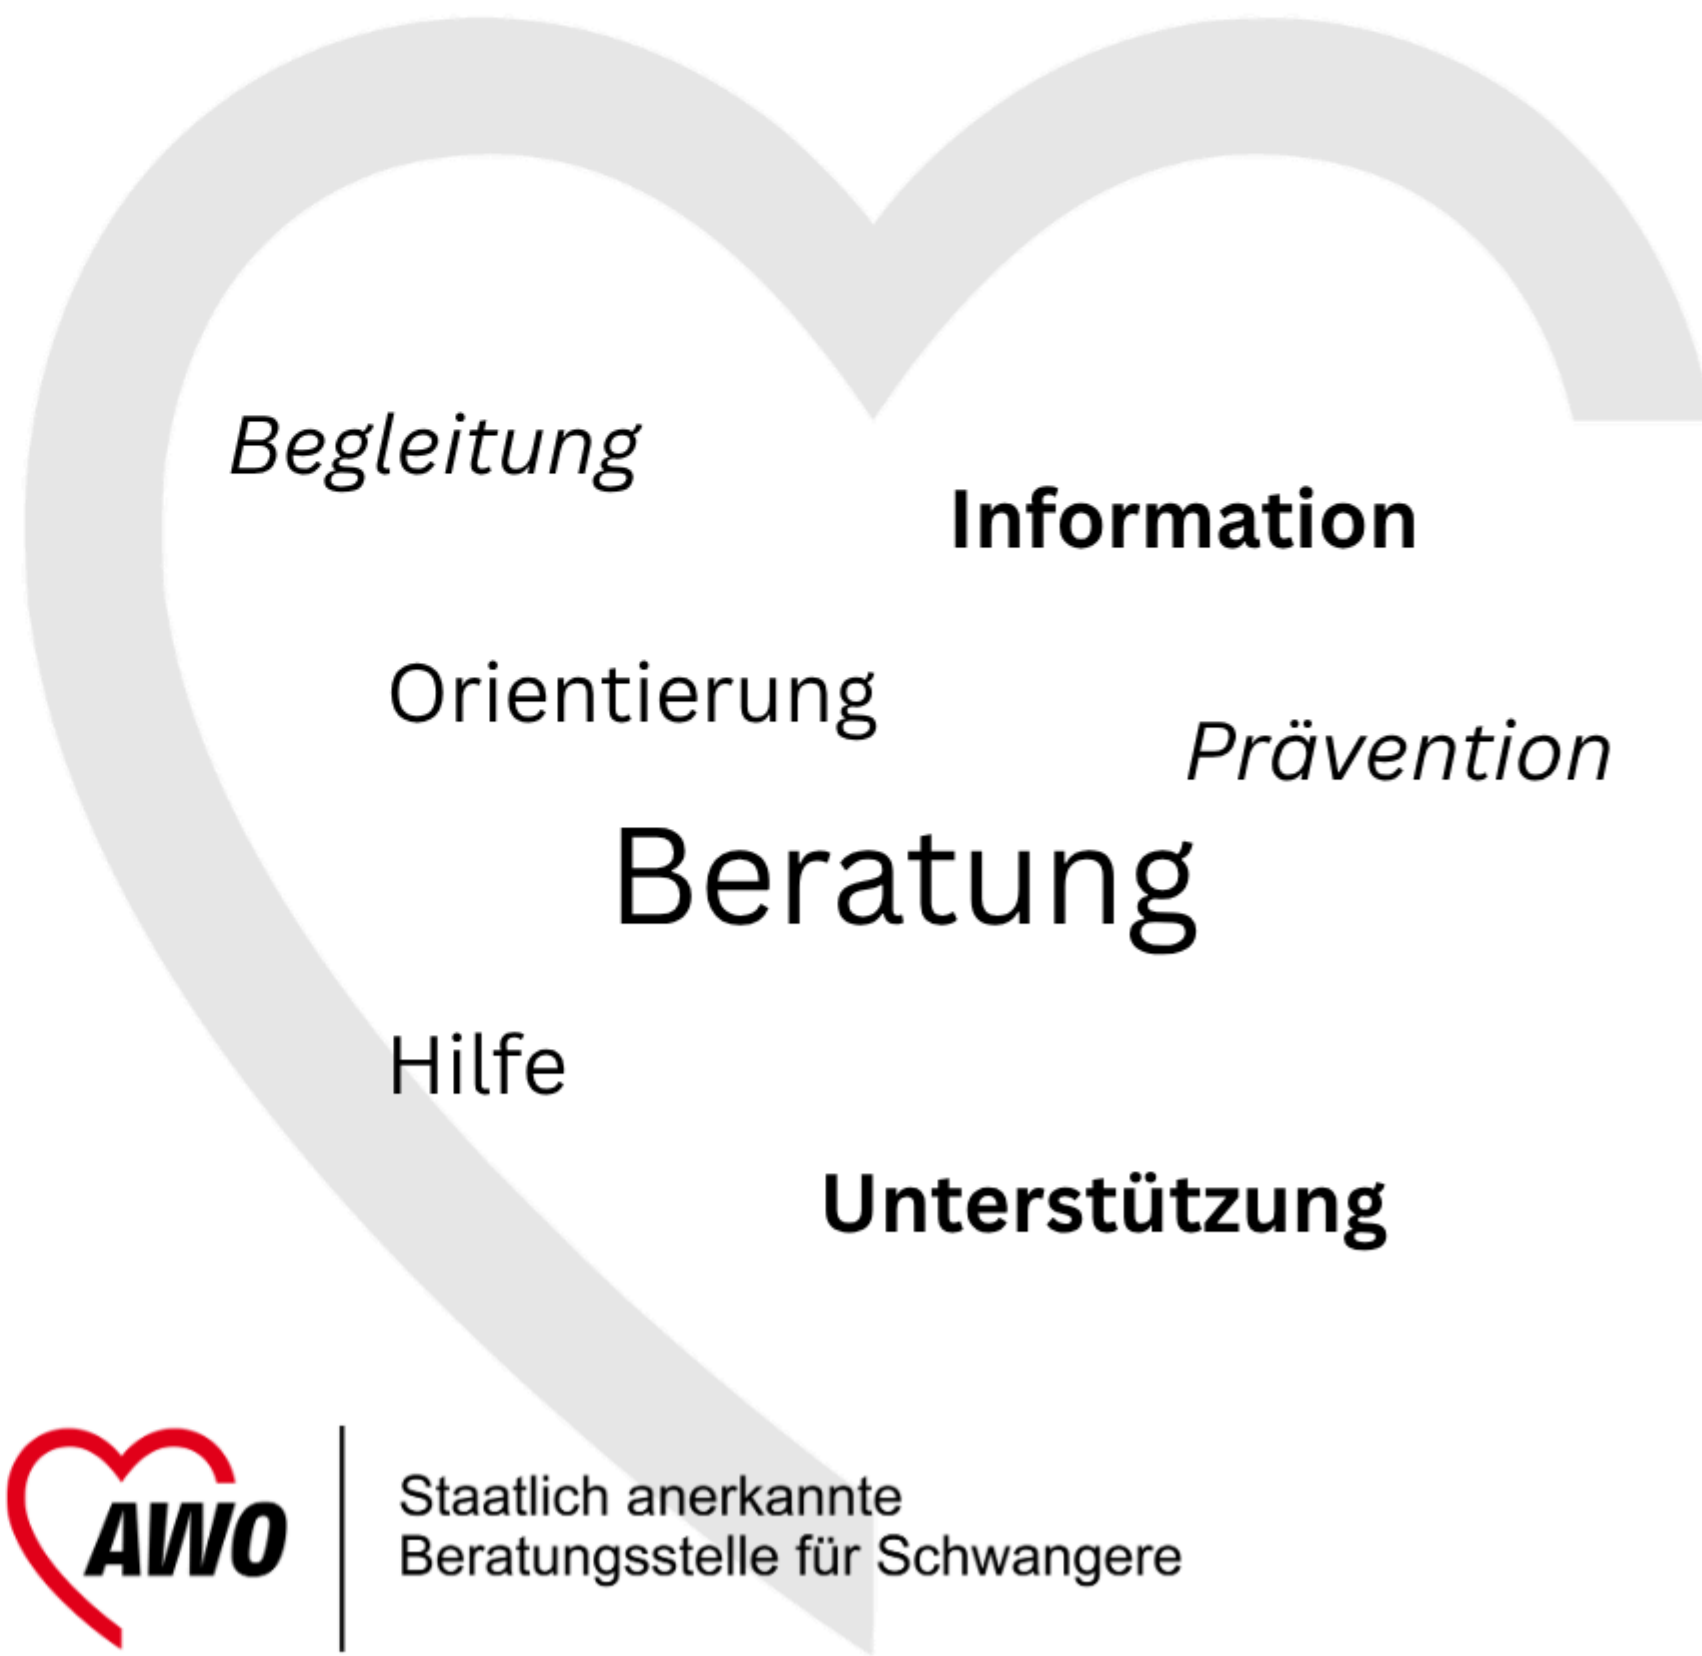 Begleitung
Information
Orientierung
Prävention
Beratung
Hilfe
Unterstützung
AWO
Staatlich anerkannte
Beratungsstelle für Schwangere